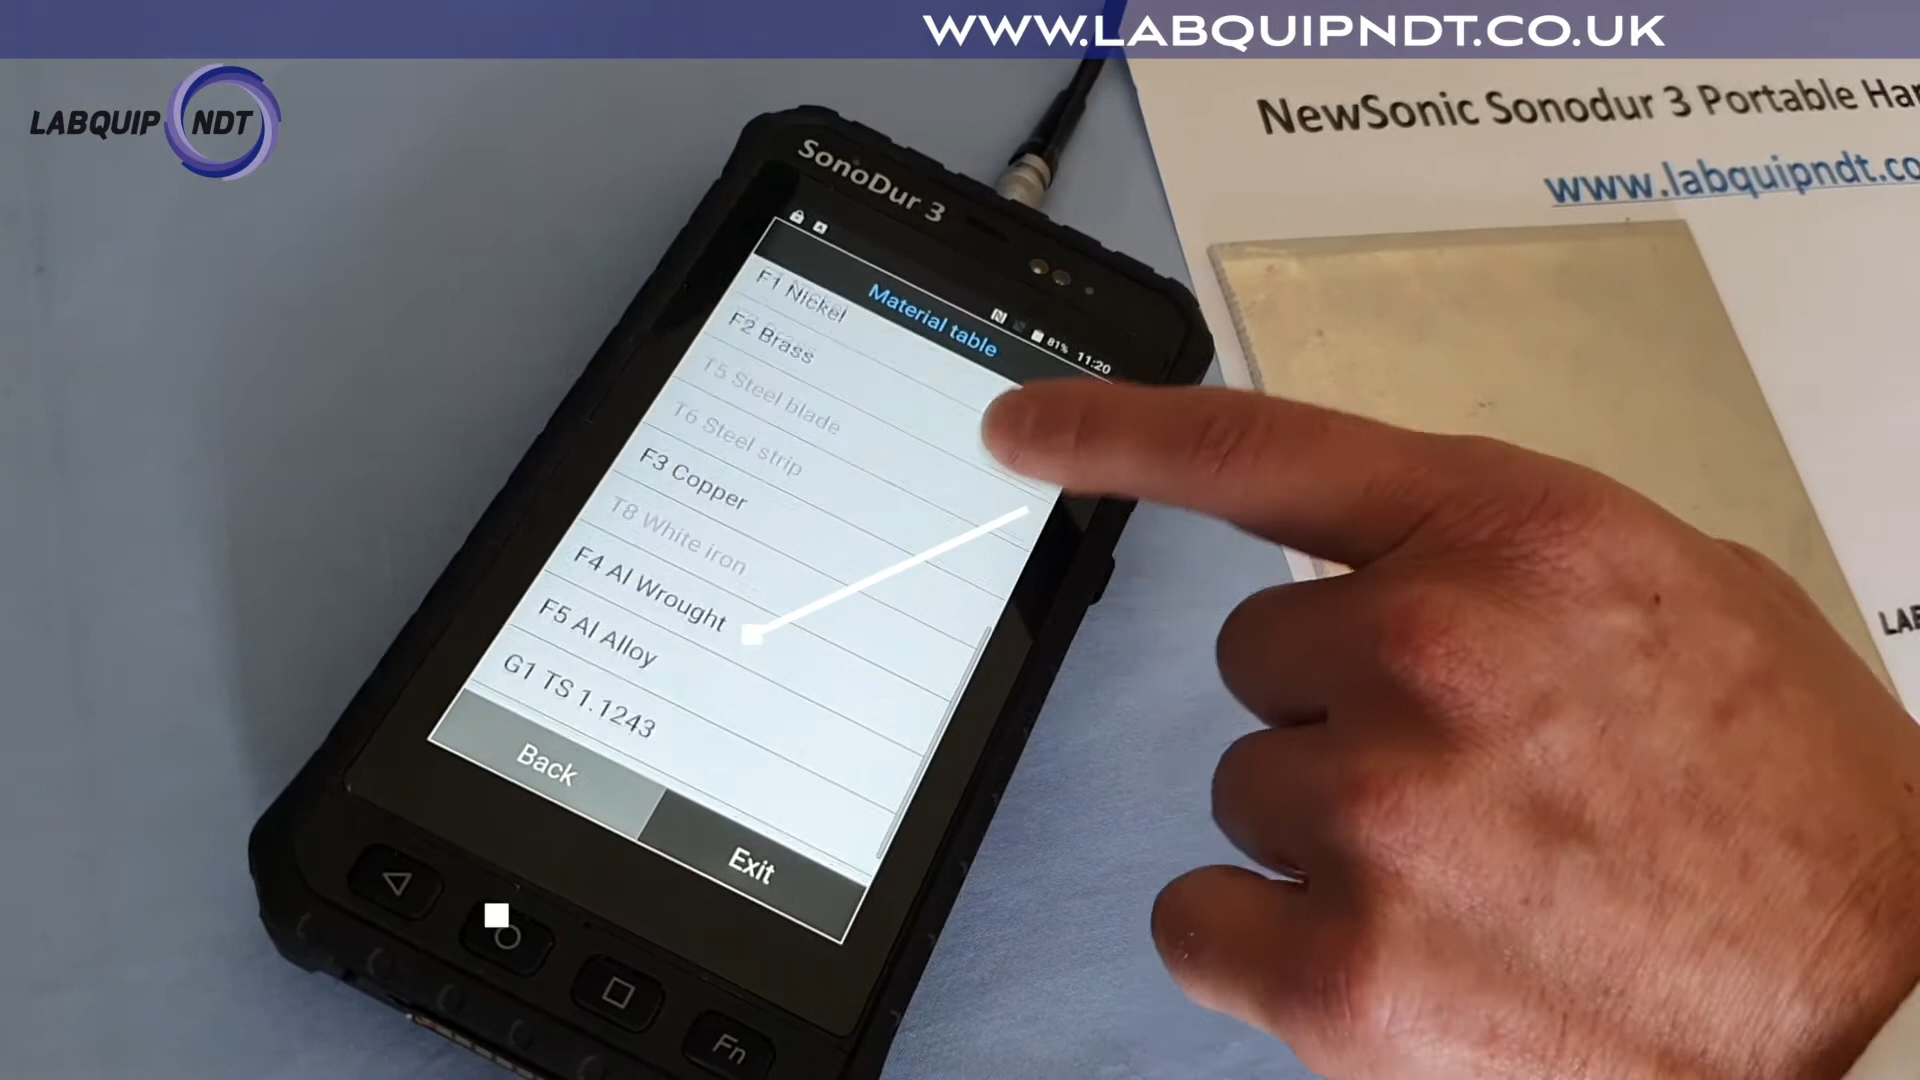 WWW.LABQUIPNDT.CO.UK
LABQUIP NDT
NewSonic Sonodur 3 Portable Har
www.labquipndt.co
SonoDur 3
81% 11:20
Material table
F1 Nickel
F2 Brass
T5 Steel blade
T6 Steel strip
F3 Copper
T8 White iron
F4 Al Wrought
F5 Al Alloy
G1 TS 1.1243
Back
Exit
Fn
LAB